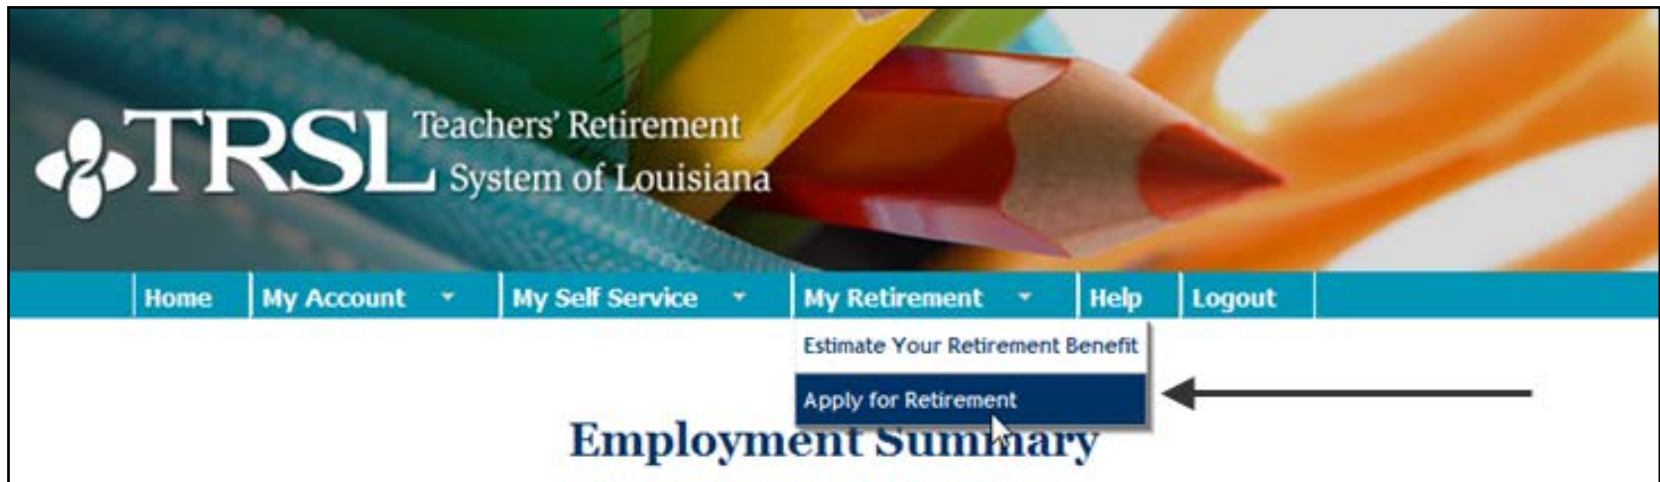 TRSL Teachers' Retirement
System of Louisiana
Home My Account My Self Service My Retirement Help Logout
Estimate Your Retirement Benefit
Apply for Retirement
Employment Summary